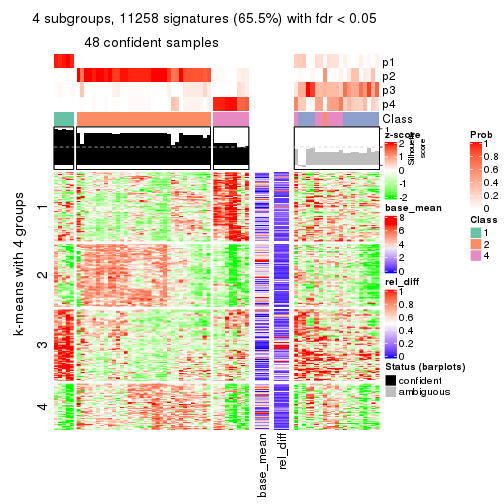 4 subgroups, 11258 signatures (65.5%) with fdr < 0.05
48 confident samples
p1
p2
p3
p4
Class
1
Silhouette
score
k-means with 4 groups
1
2
3
4
base_mean
rel_diff
z-score
2
1
0
-1
-2
base_mean
8
6
4
2
0
rel_diff
1
0.8
0.6
0.4
0.2
0
Status (barplots)
confident
ambiguous
Prob
1
0.8
0.6
0.4
0.2
0
Class
1
2
4